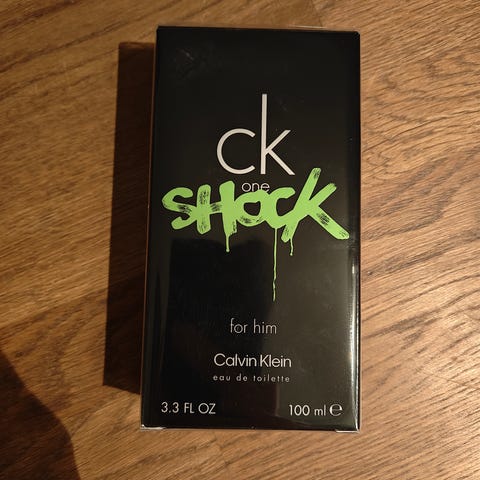 ck
one
SHOCK
for him
Calvin Klein
eau de toilette
3.3 FL OZ 100 ml ℮